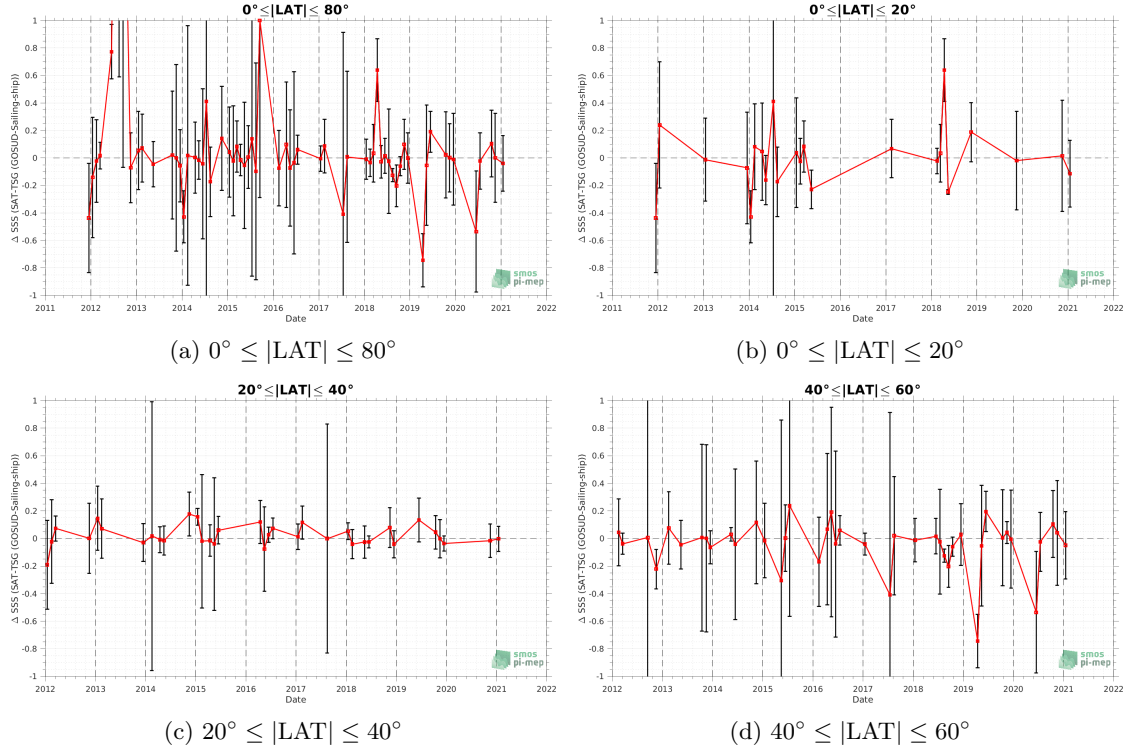 0°≤|LAT|≤ 80°
Δ SSS (SAT-TSG (GOSUD-Sailing-ship))
1
0.8
0.6
0.4
0.2
0
-0.2
-0.4
-0.6
-0.8
-1
2011 2012 2013 2014 2015 2016 2017 2018 2019 2020 2021 2022
Date
smos
pi-mep
(a) 0° ≤ |LAT| ≤ 80°
0°≤|LAT|≤ 20°
Δ SSS (SAT-TSG (GOSUD-Sailing-ship))
1
0.8
0.6
0.4
0.2
0
-0.2
-0.4
-0.6
-0.8
-1
2011 2012 2013 2014 2015 2016 2017 2018 2019 2020 2021 2022
Date
smos
pi-mep
(b) 0° ≤ |LAT| ≤ 20°
20°≤|LAT|≤ 40°
Δ SSS (SAT-TSG (GOSUD-Sailing-ship))
1
0.8
0.6
0.4
0.2
0
-0.2
-0.4
-0.6
-0.8
-1
2012 2013 2014 2015 2016 2017 2018 2019 2020 2021 2022
Date
smos
pi-mep
(c) 20° ≤ |LAT| ≤ 40°
40°≤|LAT|≤ 60°
Δ SSS (SAT-TSG (GOSUD-Sailing-ship))
1
0.8
0.6
0.4
0.2
0
-0.2
-0.4
-0.6
-0.8
-1
2012 2013 2014 2015 2016 2017 2018 2019 2020 2021 2022
Date
smos
pi-mep
(d) 40° ≤ |LAT| ≤ 60°